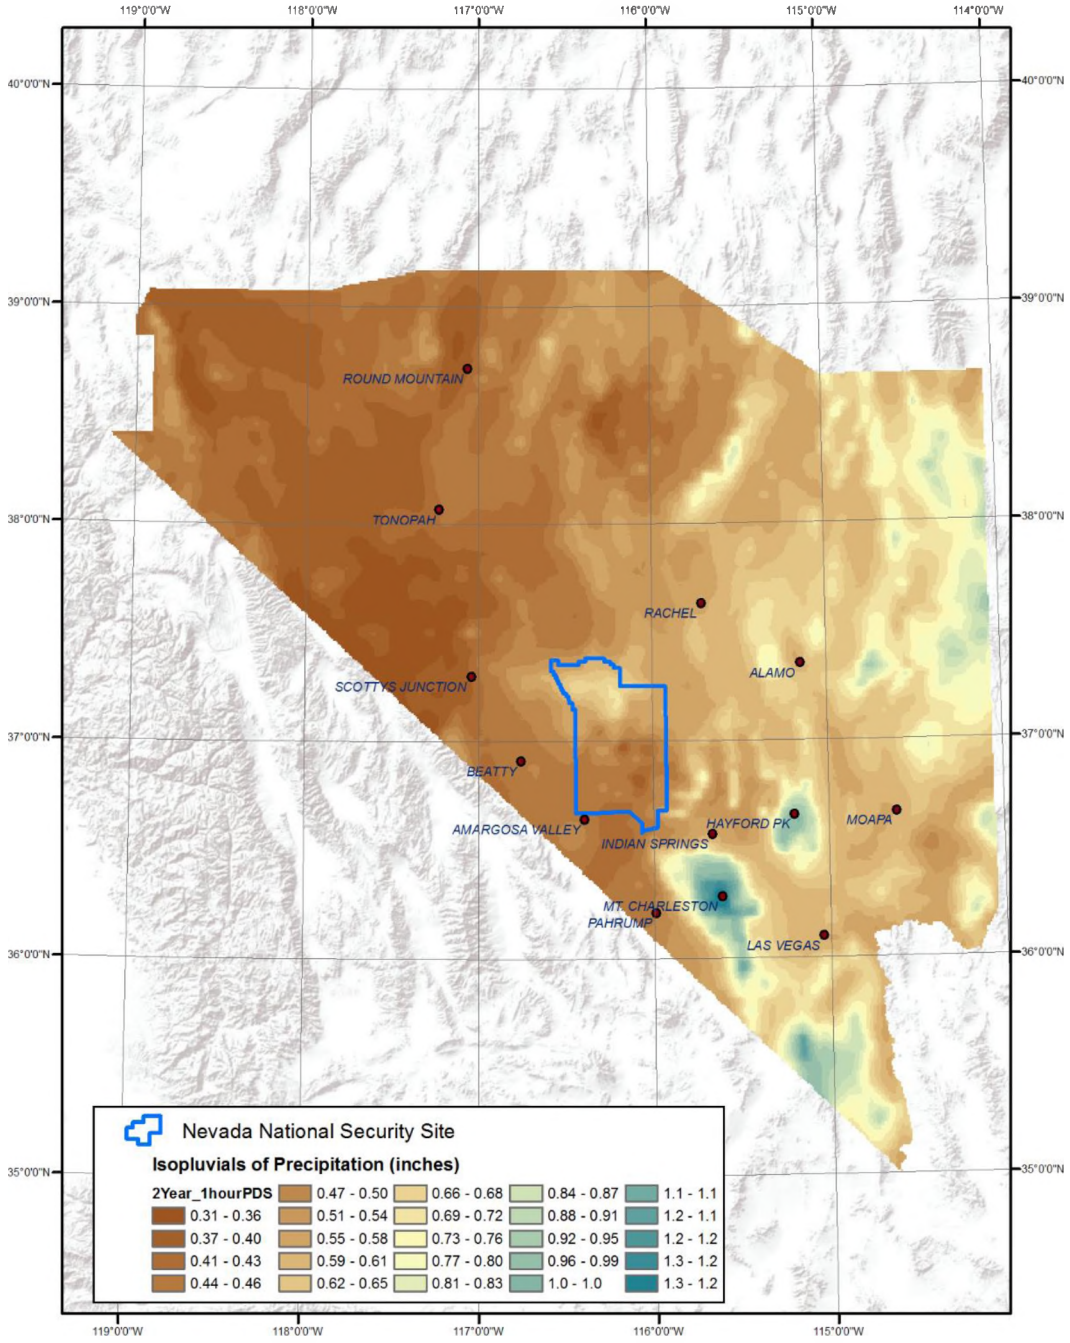 119°0'0"W 118°0'0"W 117°0'0"W 116°0'0"W 115°0'0"W 114°0'0"W
40°0'0"N 40°0'0"N
39°0'0"N 39°0'0"N
ROUND MOUNTAIN
38°0'0"N 38°0'0"N
TONOPAH
RACHEL
ALAMO
SCOTTYS JUNCTION
37°0'0"N 37°0'0"N
BEATTY
HAYFORD PK
MOAPA
AMARGOSA VALLEY
INDIAN SPRINGS
MT. CHARLESTON
PAHRUMP
LAS VEGAS
36°0'0"N 36°0'0"N
35°0'0"N 35°0'0"N
Nevada National Security Site
Isopluvials of Precipitation (inches)
2Year_1hourPDS 0.47 - 0.50 0.66 - 0.68 0.84 - 0.87 1.1 - 1.1
0.31 - 0.36 0.51 - 0.54 0.69 - 0.72 0.88 - 0.91 1.2 - 1.1
0.37 - 0.40 0.55 - 0.58 0.73 - 0.76 0.92 - 0.95 1.2 - 1.2
0.41 - 0.43 0.59 - 0.61 0.77 - 0.80 0.96 - 0.99 1.3 - 1.2
0.44 - 0.46 0.62 - 0.65 0.81 - 0.83 1.0 - 1.0 1.3 - 1.2
119°0'0"W 118°0'0"W 117°0'0"W 116°0'0"W 115°0'0"W